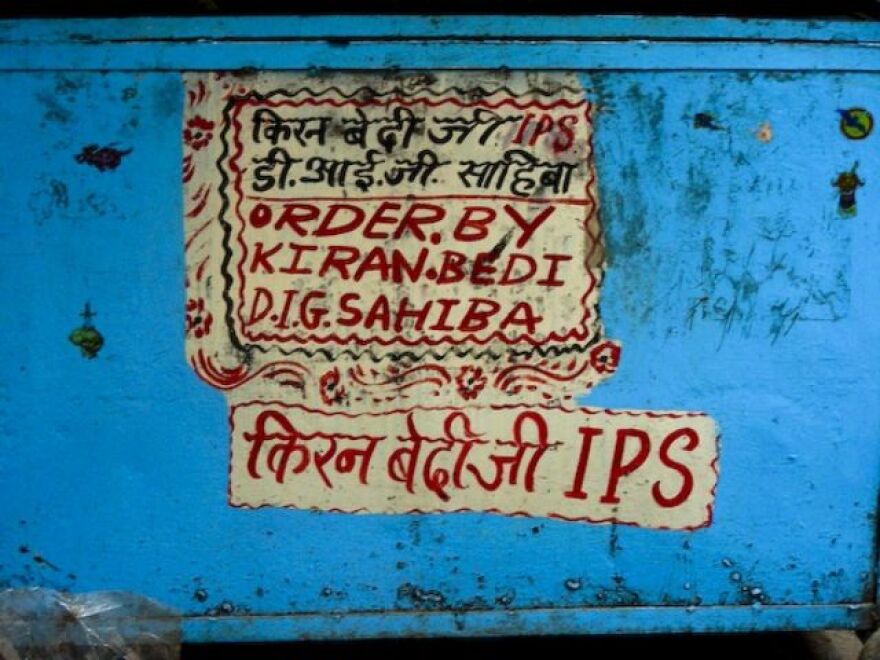 किरन बेदी जी IPS
डी.आई.जी. साहिबा
ORDER.BY
KIRAN.BEDI
D.I.G.SAHIBA
किरन बेदी जी IPS